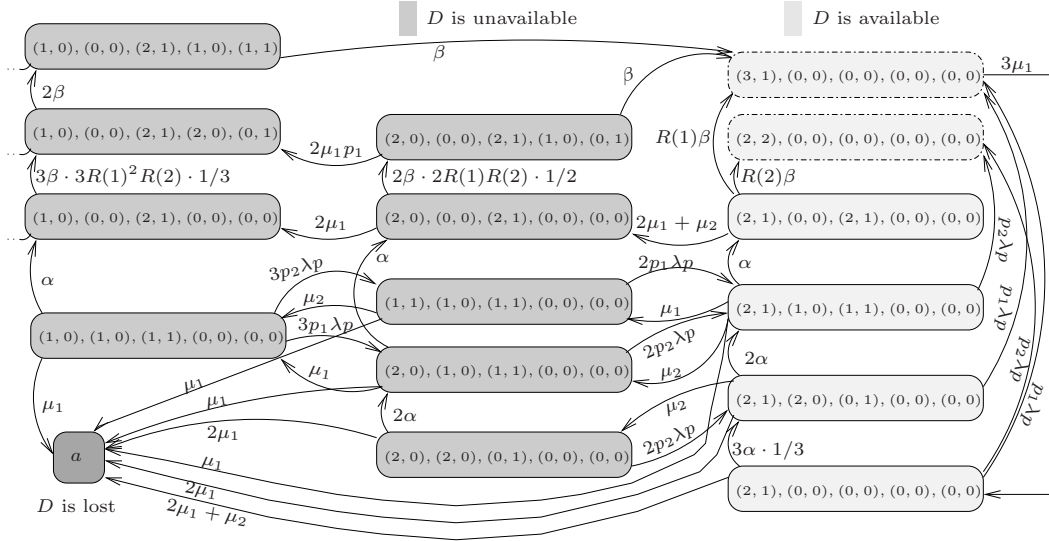 D is unavailable
D is available
(1, 0), (0, 0), (2, 1), (1, 0), (1, 1)
β
β
(3, 1), (0, 0), (0, 0), (0, 0), (0, 0)
3μ₁
2β
(1, 0), (0, 0), (2, 1), (2, 0), (0, 1)
2μ₁p₁
(2, 0), (0, 0), (2, 1), (1, 0), (0, 1)
R(1)β
(2, 2), (0, 0), (0, 0), (0, 0), (0, 0)
3β · 3R(1)²R(2) · 1/3
2β · 2R(1)R(2) · 1/2
R(2)β
(1, 0), (0, 0), (2, 1), (0, 0), (0, 0)
2μ₁
(2, 0), (0, 0), (2, 1), (0, 0), (0, 0)
2μ₁ + μ₂
(2, 1), (0, 0), (2, 1), (0, 0), (0, 0)
p₂λp
α
3p₂λp
α
2p₁λp
α
(1, 1), (1, 0), (1, 1), (0, 0), (0, 0)
μ₂
μ₁
(2, 1), (1, 0), (1, 1), (0, 0), (0, 0)
p₁λp
3p₁λp
(1, 0), (1, 0), (1, 1), (0, 0), (0, 0)
2p₂λp
2α
p₂λp
μ₁
(2, 0), (1, 0), (1, 1), (0, 0), (0, 0)
μ₂
μ₁
μ₁
μ₁
2α
μ₂
(2, 1), (2, 0), (0, 1), (0, 0), (0, 0)
p₁λp
2μ₁
(2, 0), (2, 0), (0, 1), (0, 0), (0, 0)
2p₂λp
3α · 1/3
a
μ₁
2μ₁
(2, 1), (0, 0), (0, 0), (0, 0), (0, 0)
D is lost
2μ₁ + μ₂